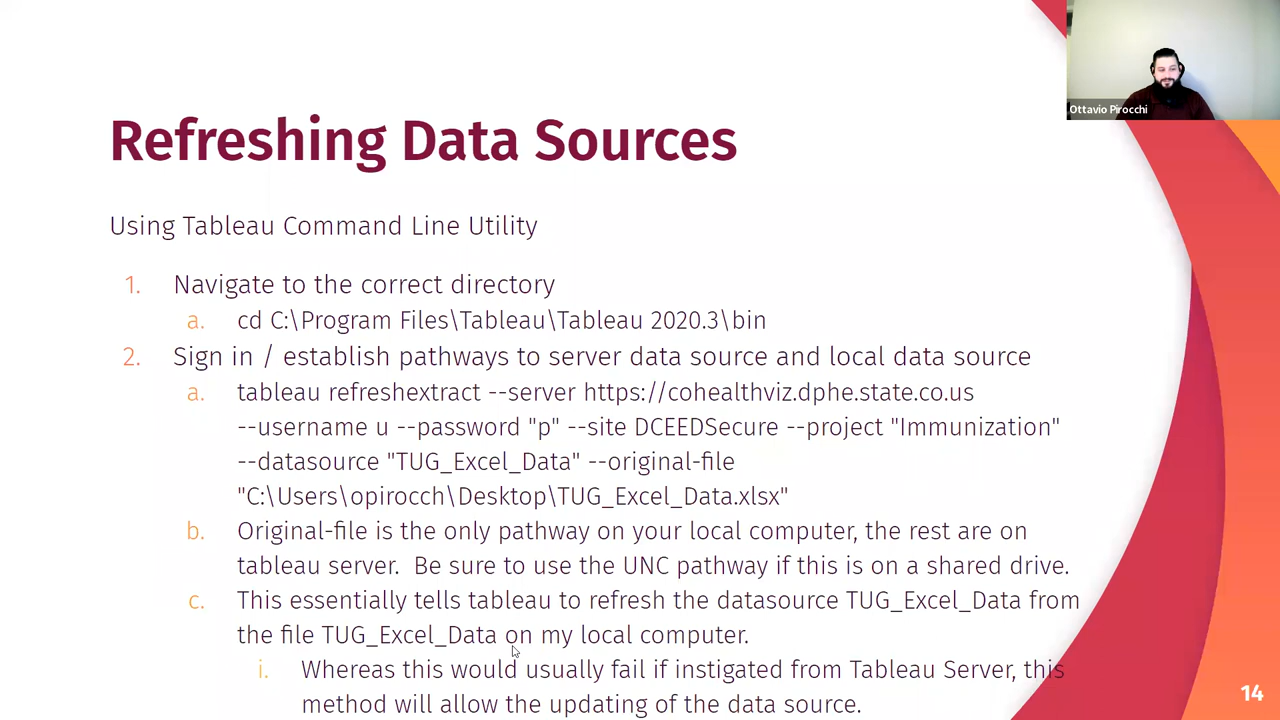 Ottavio Pirocchi
Refreshing Data Sources
Using Tableau Command Line Utility
1. Navigate to the correct directory
a. cd C:\Program Files\Tableau\Tableau 2020.3\bin
2. Sign in / establish pathways to server data source and local data source
a. tableau refreshextract --server https://cohealthviz.dphe.state.co.us
--username u --password "p" --site DCEEDSecure --project "Immunization"
--datasource "TUG_Excel_Data" --original-file
"C:\Users\opirocch\Desktop\TUG_Excel_Data.xlsx"
b. Original-file is the only pathway on your local computer, the rest are on
tableau server.  Be sure to use the UNC pathway if this is on a shared drive.
c. This essentially tells tableau to refresh the datasource TUG_Excel_Data from
the file TUG_Excel_Data on my local computer.
i. Whereas this would usually fail if instigated from Tableau Server, this
method will allow the updating of the data source.
14